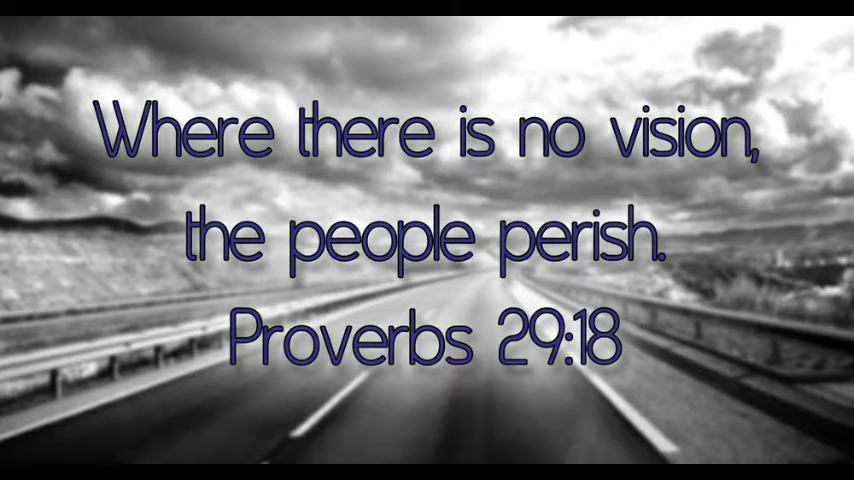 Where there is no vision,
the people perish.
Proverbs 29:18